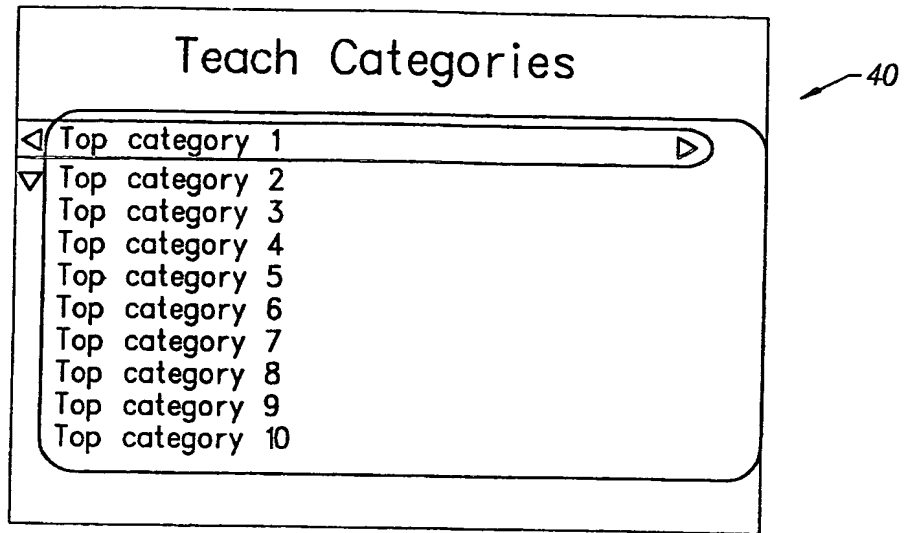 Teach Categories
40
Top category 1
Top category 2
Top category 3
Top category 4
Top category 5
Top category 6
Top category 7
Top category 8
Top category 9
Top category 10